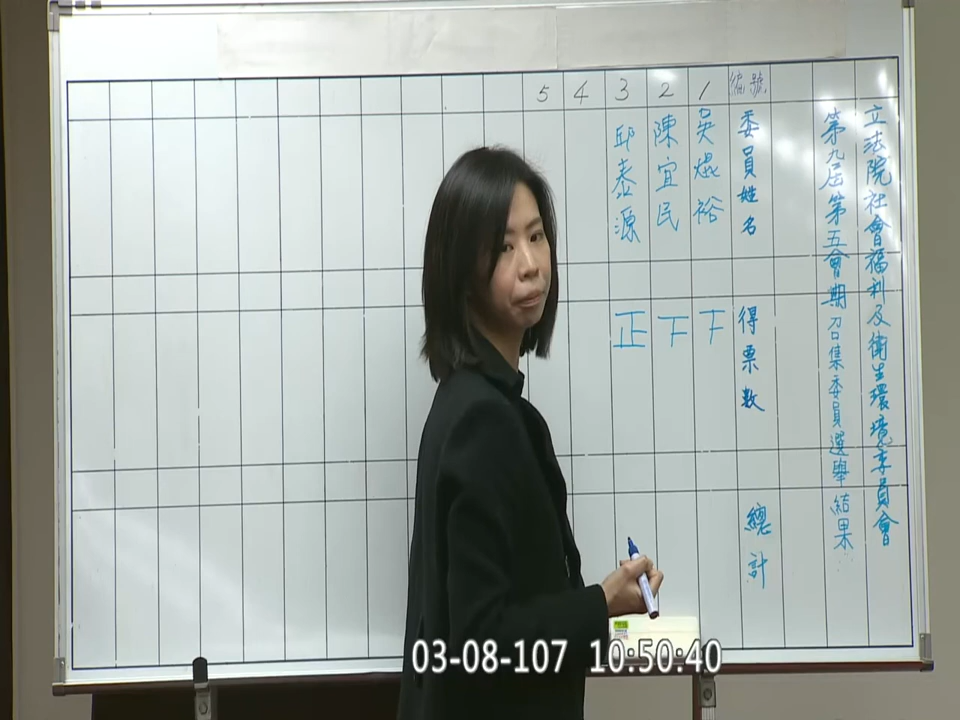 立法院社會福利及衛生環境委員會
第九屆第五會期召集委員選舉結果
編號
委員姓名
得票數
總計
1
吳焜裕
下
2
陳宜民
下
3
邱泰源
正
4
5
03-08-107 10:50:40